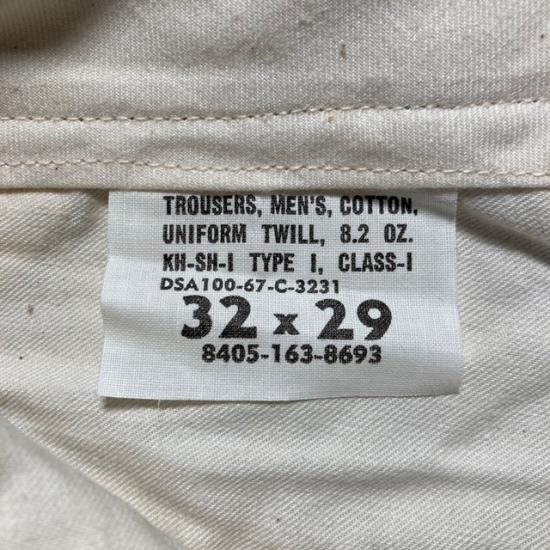 TROUSERS, MEN'S, COTTON,
UNIFORM TWILL, 8.2 OZ.
KH-SH-I TYPE I, CLASS-I
DSA100-67-C-3231
32 x 29
8405-163-8693